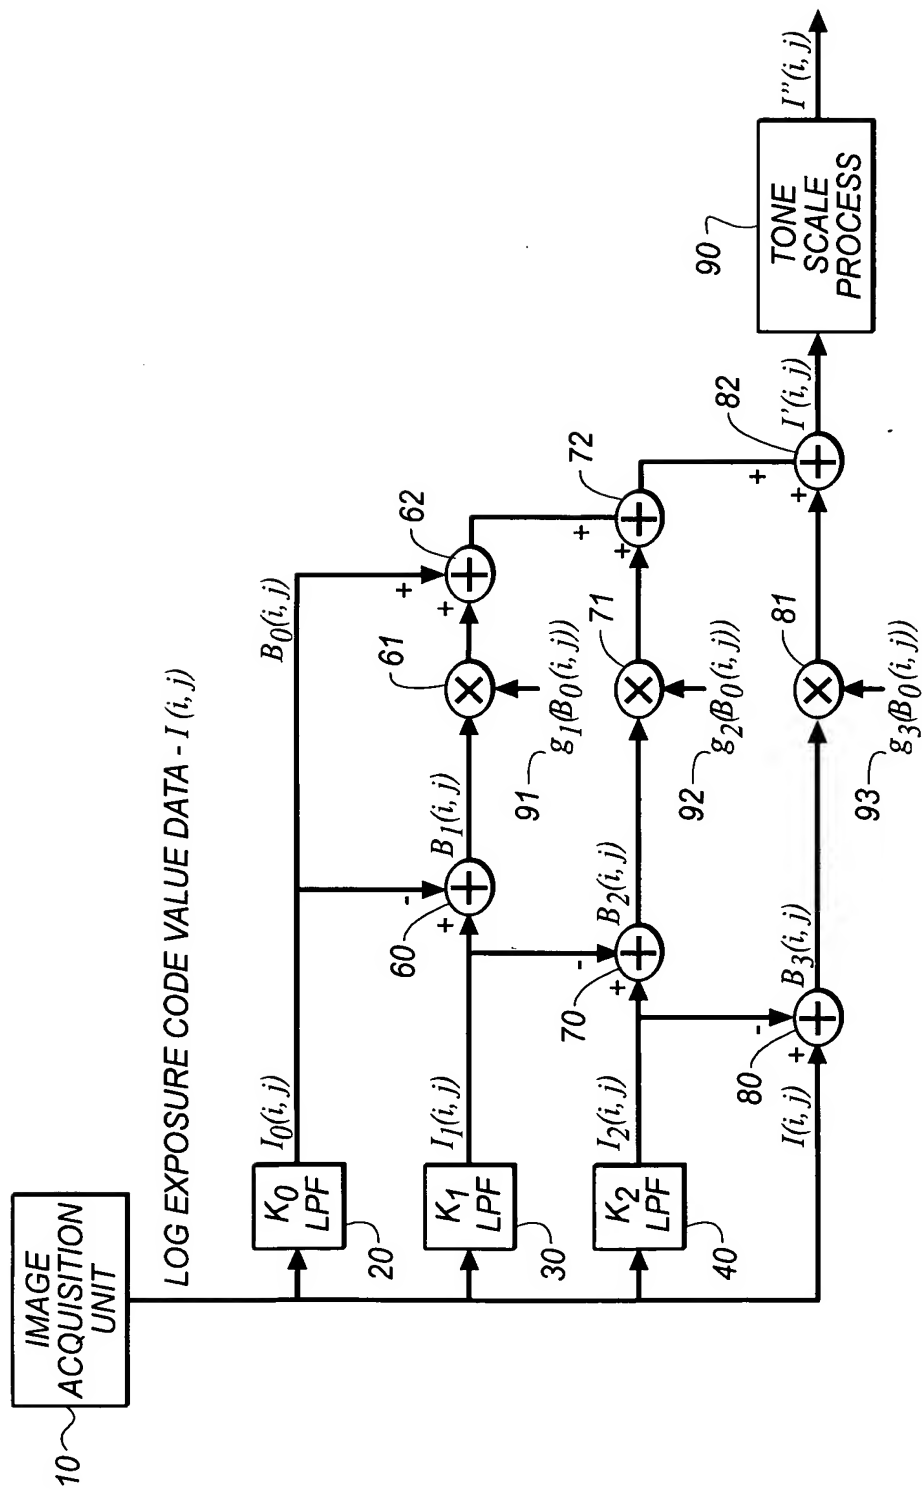 10
IMAGE
ACQUISITION
UNIT
LOG EXPOSURE CODE VALUE DATA - I (i, j)
K0
LPF
20
I0(i, j)
B0(i, j)
K1
LPF
30
I1(i, j)
+
-
+
60
B1(i, j)
×
61
91
g1(B0(i, j))
+
+
+
62
K2
LPF
40
I2(i, j)
+
-
+
70
B2(i, j)
×
71
92
g2(B0(i, j))
+
+
+
72
I(i, j)
+
-
+
80
B3(i, j)
×
81
93
g3(B0(i, j))
+
+
+
82
I'(i, j)
90
TONE
SCALE
PROCESS
I''(i, j)